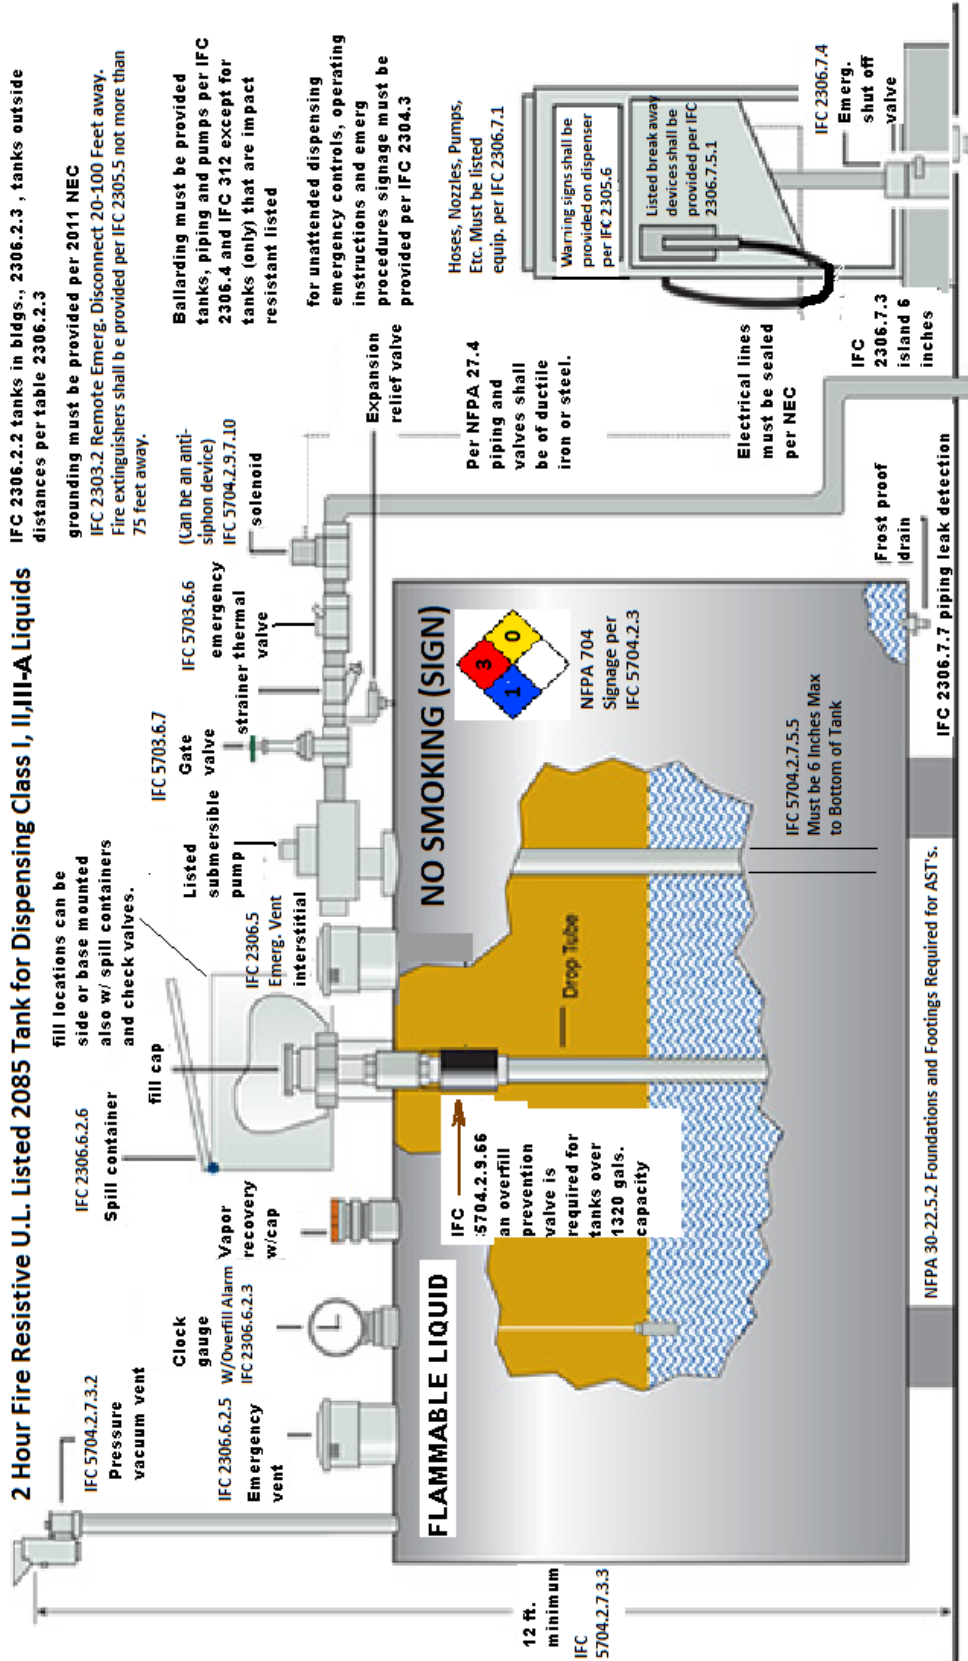 2 Hour Fire Resistive U.L. Listed 2085 Tank for Dispensing Class I, II,III-A Liquids
IFC 2306.2.2 tanks in bldgs., 2306.2.3 , tanks outside
distances per table 2306.2.3
grounding must be provided per 2011 NEC
IFC 2303.2 Remote Emerg. Disconnect 20-100 Feet away.
Fire extinguishers shall b e provided per IFC 2305.5 not more than
75 feet away.
Ballarding must be provided
tanks, piping and pumps per IFC
2306.4 and IFC 312 except for
tanks (only) that are impact
resistant listed
for unattended dispensing
emergency controls, operating
instructions and emerg
procedures signage must be
provided per IFC 2304.3
Hoses, Nozzles, Pumps,
Etc. Must be listed
equip. per IFC 2306.7.1
IFC 5704.2.7.3.2
Pressure
vacuum vent
IFC 2306.6.2.5
Emergency
vent
Clock
gauge
W/Overfill Alarm
IFC 2306.6.2.3
Vapor
recovery
w/cap
IFC 2306.6.2.6
Spill container
fill cap
fill locations can be
side or base mounted
also w/ spill containers
and check valves.
IFC 2306.5
Emerg. Vent
interstitial
Listed
submersible
pump
IFC 5703.6.7
Gate
valve
strainer
IFC 5703.6.6
emergency
thermal
valve
(Can be an anti-
siphon device)
IFC 5704.2.9.7.10
solenoid
Expansion
relief valve
Per NFPA 27.4
piping and
valves shall
be of ductile
iron or steel.
Electrical lines
must be sealed
per NEC
Warning signs shall be
provided on dispenser
per IFC 2305.6
Listed break away
devices shall be
provided per IFC
2306.7.5.1
IFC 2306.7.4
Emerg.
shut off
valve
IFC
2306.7.3
island 6
inches
12 ft.
minimum
IFC
5704.2.7.3.3
FLAMMABLE LIQUID
IFC
:5704.2.9.66
an overfill
prevention
valve is
required for
tanks over
1320 gals.
capacity
Drop Tube
NO SMOKING (SIGN)
3
1
0
NFPA 704
Signage per
IFC 5704.2.3
IFC 5704.2.7.5.5
Must be 6 Inches Max
to Bottom of Tank
Frost proof
drain
IFC 2306.7.7 piping leak detection
NFPA 30-22.5.2 Foundations and Footings Required for AST's.